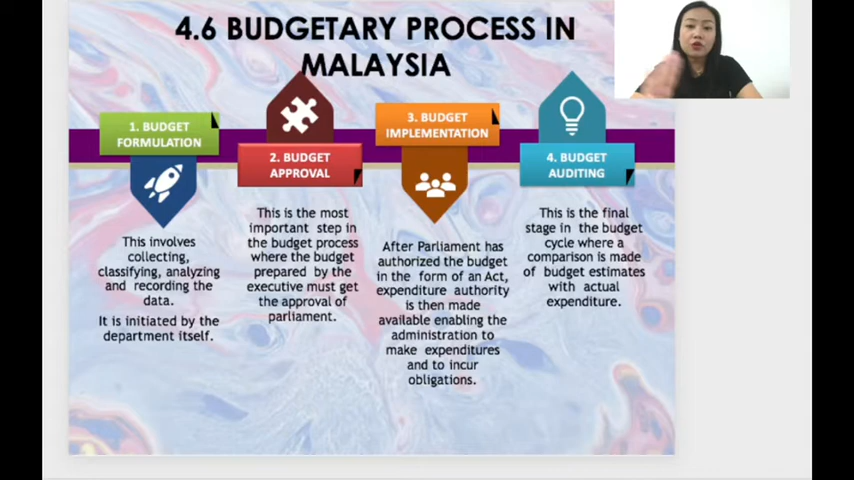 4.6 BUDGETARY PROCESS IN
MALAYSIA
1. BUDGET
FORMULATION
This involves
collecting,
classifying, analyzing
and recording the
data.
It is initiated by the
department itself.
2. BUDGET
APPROVAL
This is the most
important step in
the budget process
where the budget
prepared by the
executive must get
the approval of
parliament.
3. BUDGET
IMPLEMENTATION
After Parliament has
authorized the budget
in the form of an Act,
expenditure authority
is then made
available enabling the
administration to
make expenditures
and to incur
obligations.
4. BUDGET
AUDITING
This is the final
stage in the budget
cycle where a
comparison is made
of budget estimates
with actual
expenditure.